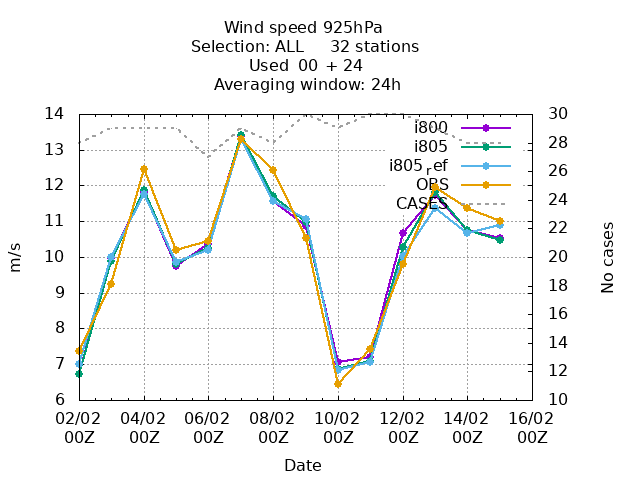 Wind speed 925hPa
Selection: ALL 32 stations
Used 00 + 24
Averaging window: 24h
14
13
12
11
10
9
8
7
6
m/s
30
28
26
24
22
20
18
16
14
12
10
No cases
i800
i805
i805ref
OBS
CASES
02/02 04/02 06/02 08/02 10/02 12/02 14/02 16/02
00Z 00Z 00Z 00Z 00Z 00Z 00Z 00Z
Date